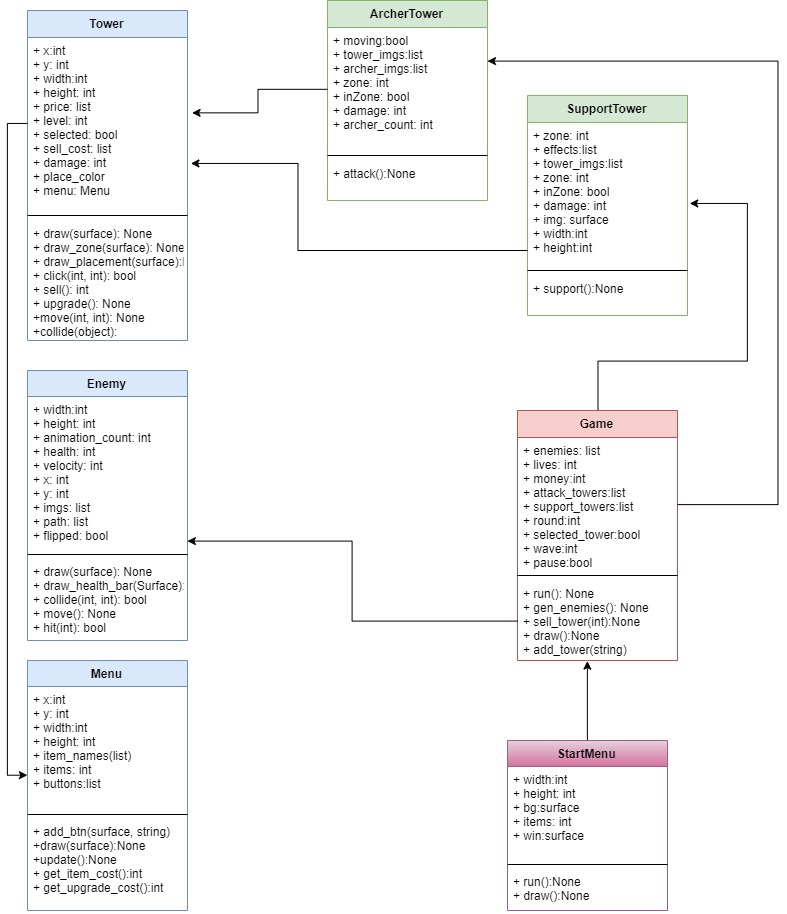 Tower
+ x:int
+ y: int
+ width:int
+ height: int
+ price: list
+ level: int
+ selected: bool
+ sell_cost: list
+ damage: int
+ place_color
+ menu: Menu
+ draw(surface): None
+ draw_zone(surface): None
+ draw_placement(surface):
+ click(int, int): bool
+ sell(): int
+ upgrade(): None
+move(int, int): None
+collide(object):
ArcherTower
+ moving:bool
+ tower_imgs:list
+ archer_imgs:list
+ zone: int
+ inZone: bool
+ damage: int
+ archer_count: int
+ attack():None
SupportTower
+ zone: int
+ effects:list
+ tower_imgs:list
+ zone: int
+ inZone: bool
+ damage: int
+ img: surface
+ width:int
+ height:int
+ support():None
Enemy
+ width:int
+ height: int
+ animation_count: int
+ health: int
+ velocity: int
+ x: int
+ y: int
+ imgs: list
+ path: list
+ flipped: bool
+ draw(surface): None
+ draw_health_bar(Surface):
+ collide(int, int): bool
+ move(): None
+ hit(int): bool
Game
+ enemies: list
+ lives: int
+ money:int
+ attack_towers:list
+ support_towers:list
+ round:int
+ selected_tower:bool
+ wave:int
+ pause:bool
+ run(): None
+ gen_enemies(): None
+ sell_tower(int):None
+ draw():None
+ add_tower(string)
Menu
+ x:int
+ y: int
+ width:int
+ height: int
+ item_names(list)
+ items: int
+ buttons:list
+ add_btn(surface, string)
+draw(surface):None
+update():None
+ get_item_cost():int
+ get_upgrade_cost():int
StartMenu
+ width:int
+ height: int
+ bg:surface
+ items: int
+ win:surface
+ run():None
+ draw():None